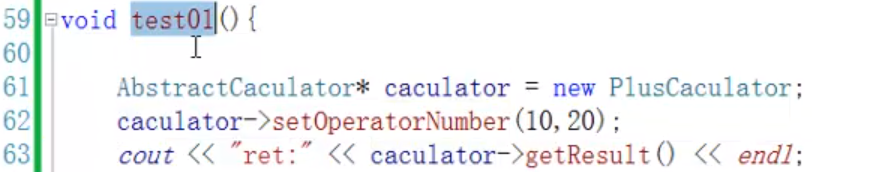 59 void test01(){
60
61 AbstractCaculator* caculator = new PlusCaculator;
62 caculator->setOperatorNumber(10,20);
63 cout << "ret:" << caculator->getResult() << endl;